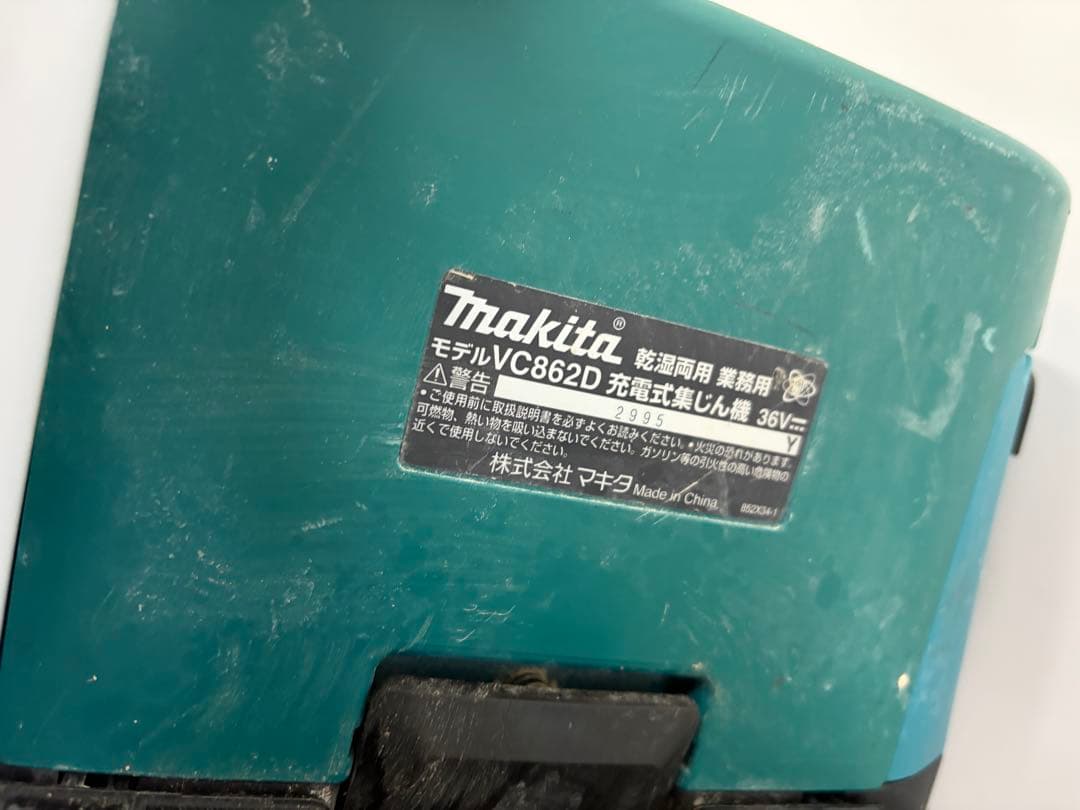 makita®
乾湿両用 業務用
モデルVC862D 充電式集じん機 36V⎓
⚠警告
2995 Y
•ご使用前に取扱説明書を必ずよくお読みください。•火災の恐れがあります。
可燃物、熱い物を吸い込まないでください。ガソリン等の引火性の高い危険物の
近くで使用しないでください。
株式会社 マキタ Made in China 852X34-1